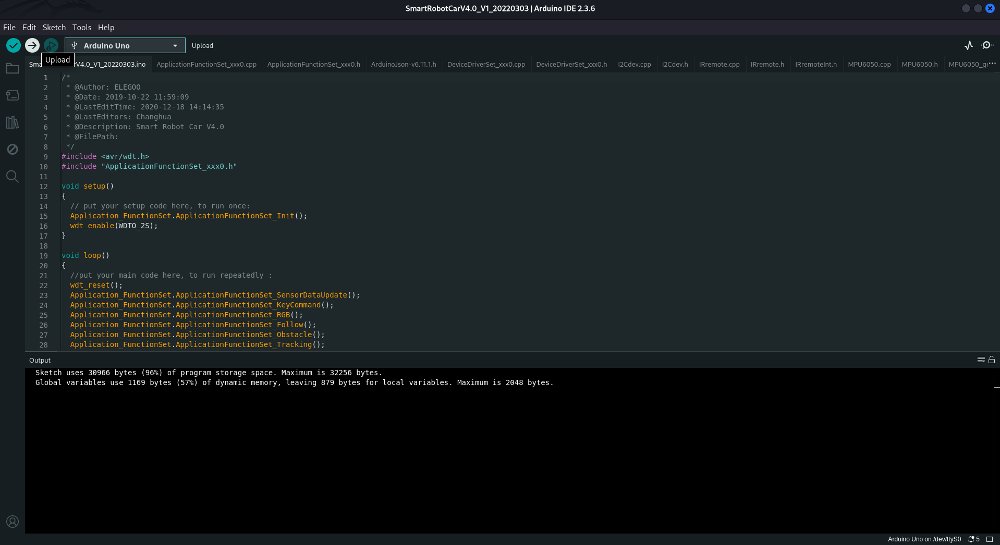 SmartRobotCarV4.0_V1_20220303 | Arduino IDE 2.3.6
File Edit Sketch Tools Help
Arduino Uno
Upload
Upload
Sma V4.0_V1_20220303.ino ApplicationFunctionSet_xxx0.cpp ApplicationFunctionSet_xxx0.h ArduinoJson-v6.11.1.h DeviceDriverSet_xxx0.cpp DeviceDriverSet_xxx0.h I2Cdev.cpp I2Cdev.h IRremote.cpp IRremote.h IRremoteInt.h MPU6050.cpp MPU6050.h MPU6050_ge ...
1 /*
2 * @Author: ELEGOO
3 * @Date: 2019-10-22 11:59:09
4 * @LastEditTime: 2020-12-18 14:14:35
5 * @LastEditors: Changhua
6 * @Description: Smart Robot Car V4.0
7 * @FilePath:
8 */
9 #include <avr/wdt.h>
10 #include "ApplicationFunctionSet_xxx0.h"
11
12 void setup()
13 {
14 // put your setup code here, to run once:
15 Application_FunctionSet.ApplicationFunctionSet_Init();
16 wdt_enable(WDTO_2S);
17 }
18
19 void loop()
20 {
21 //put your main code here, to run repeatedly :
22 wdt_reset();
23 Application_FunctionSet.ApplicationFunctionSet_SensorDataUpdate();
24 Application_FunctionSet.ApplicationFunctionSet_KeyCommand();
25 Application_FunctionSet.ApplicationFunctionSet_RGB();
26 Application_FunctionSet.ApplicationFunctionSet_Follow();
27 Application_FunctionSet.ApplicationFunctionSet_Obstacle();
28 Application_FunctionSet.ApplicationFunctionSet_Tracking();
Output
Sketch uses 30966 bytes (96%) of program storage space. Maximum is 32256 bytes.
Global variables use 1169 bytes (57%) of dynamic memory, leaving 879 bytes for local variables. Maximum is 2048 bytes.
Arduino Uno on /dev/ttyS0 5